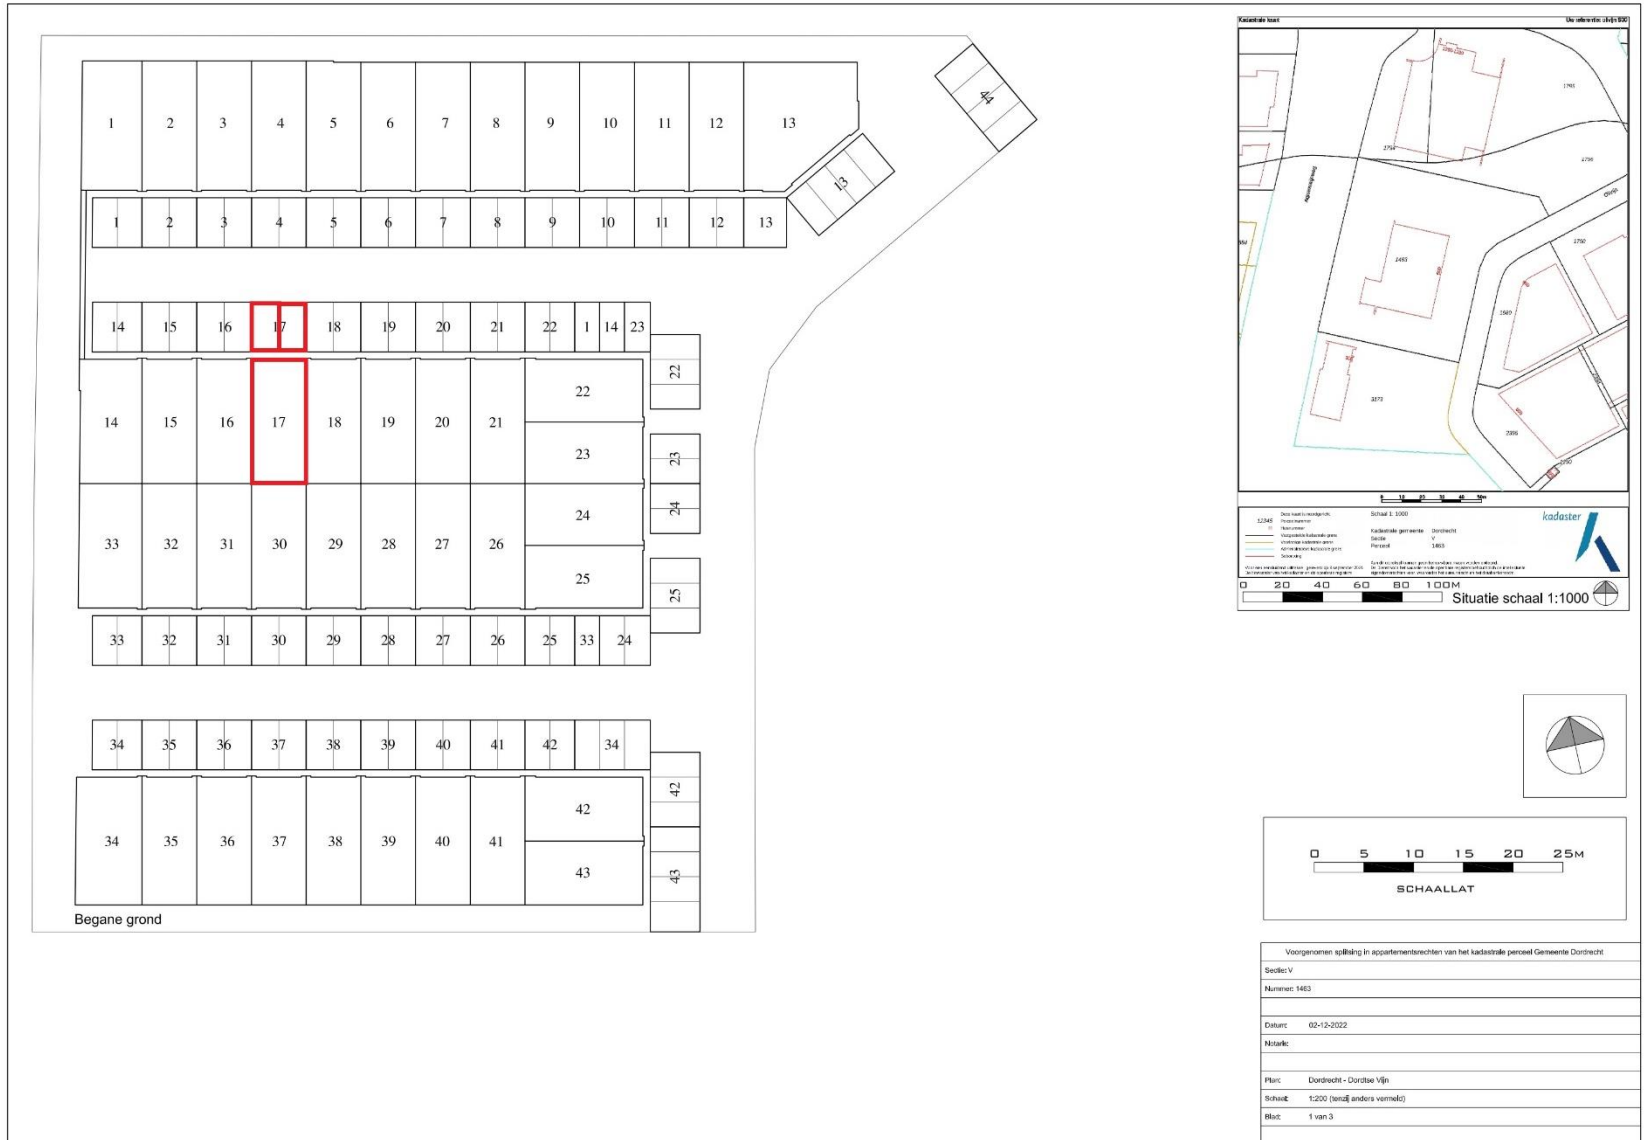 Kadastrale kaart
1 2 3 4 5 6 7 8 9 10 11 12 13
44
13
1 2 3 4 5 6 7 8 9 10 11 12 13
14 15 16 17 18 19 20 21 22 1 14 23
22
14 15 16 17 18 19 20 21 22
23
23
24
33 32 31 30 29 28 27 26 24
25
25
33 32 31 30 29 28 27 26 25 33 24
34 35 36 37 38 39 40 41 42 34
42
34 35 36 37 38 39 40 41 42
43
43
Begane grond
12345
Schaal 1: 1000
Kadastrale gemeente Dordrecht
Sectie V
Perceel 1463
kadaster
0 20 40 60 80 100M
Situatie schaal 1:1000
0 5 10 15 20 25M
SCHAALLAT
Voorgenomen splitsing in appartementsrechten van het kadastrale perceel Gemeente Dordrecht
Sectie: V
Nummer: 1463
Datum: 02-12-2022
Notaris:
Plan: Dordrecht - Dordtse Vijn
Schaal: 1:200 (tenzij anders vermeld)
Blad: 1 van 3